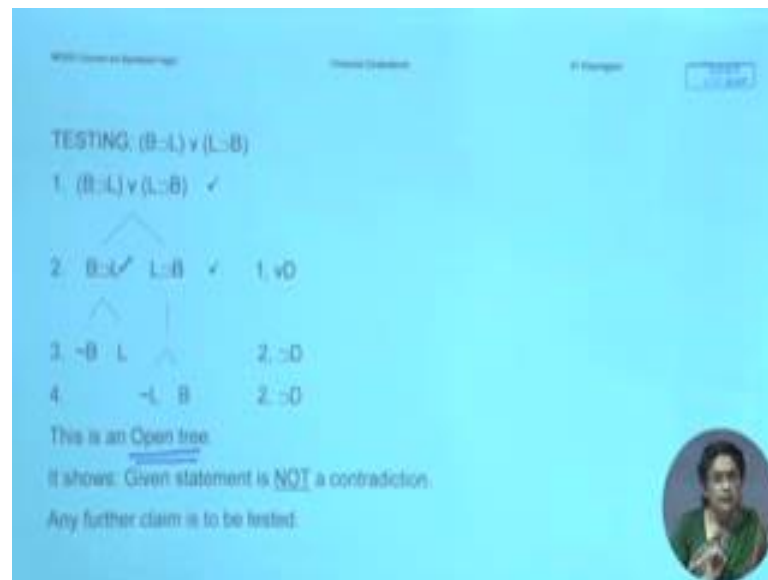 TESTING: (B⊃L) v (L⊃B)
1. (B⊃L) v (L⊃B) ✓
2. B⊃L✓ L⊃B ✓ 1, vD
3. ~B L 2, ⊃D
4. ~L B 2, ⊃D
This is an Open tree.
It shows: Given statement is NOT a contradiction.
Any further claim is to be tested.